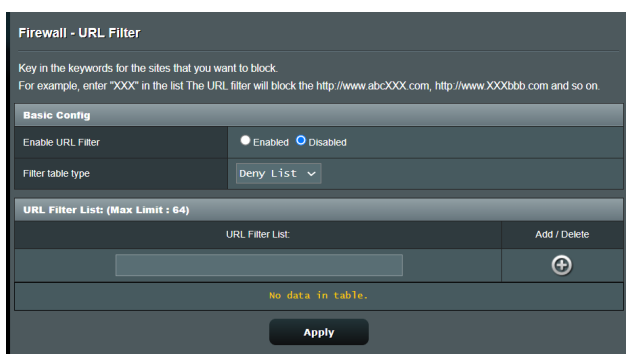 Firewall - URL Filter
Key in the keywords for the sites that you want to block.
For example, enter "XXX" in the list The URL filter will block the http://www.abcXXX.com, http://www.XXXbbb.com and so on.
Basic Config
Enable URL Filter Enabled Disabled
Filter table type Deny List
URL Filter List: (Max Limit : 64)
URL Filter List: Add / Delete
No data in table.
Apply